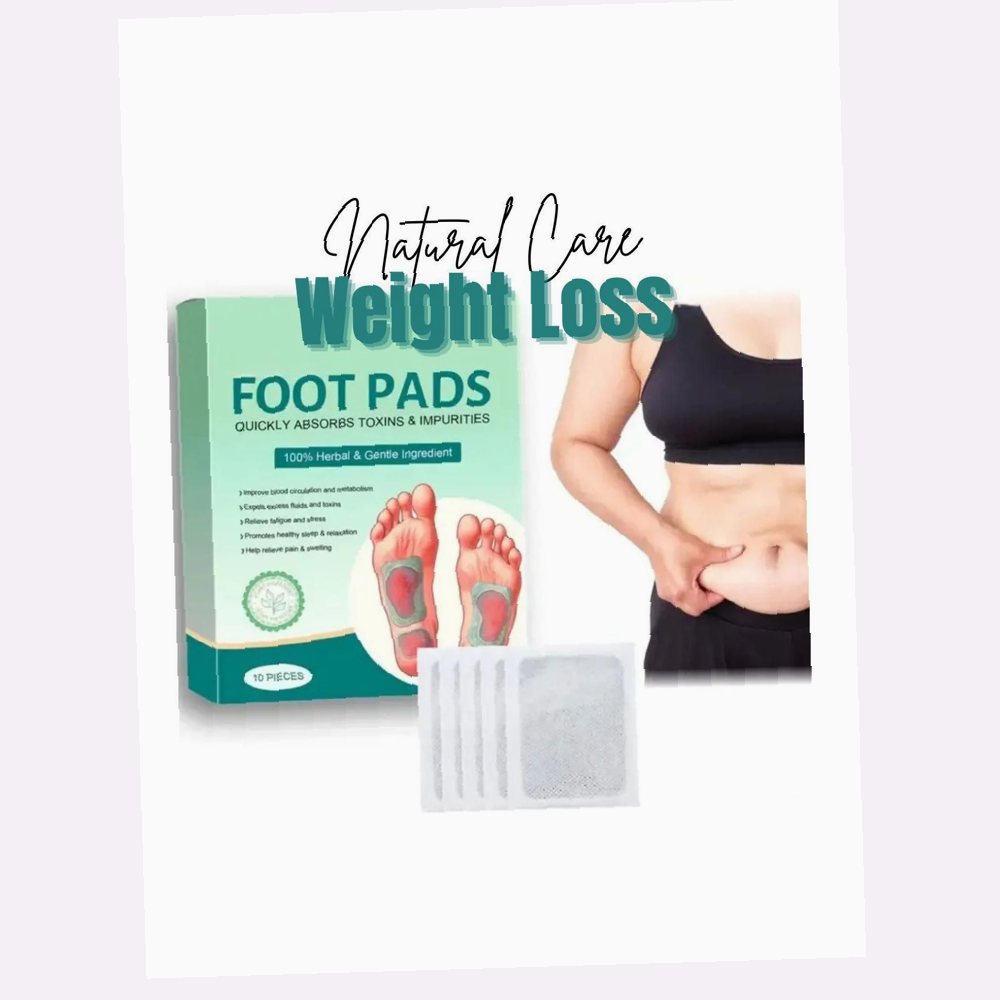 Natural Care
Weight Loss
FOOT PADS
QUICKLY ABSORBS TOXINS & IMPURITIES
100% Herbal & Gentle Ingredient
Improve blood circulation and metabolism
Expels excess fluids and toxins
Relieve fatigue and stress
Promotes healthy sleep & relaxation
Help relieve pain & swelling
10 PIECES